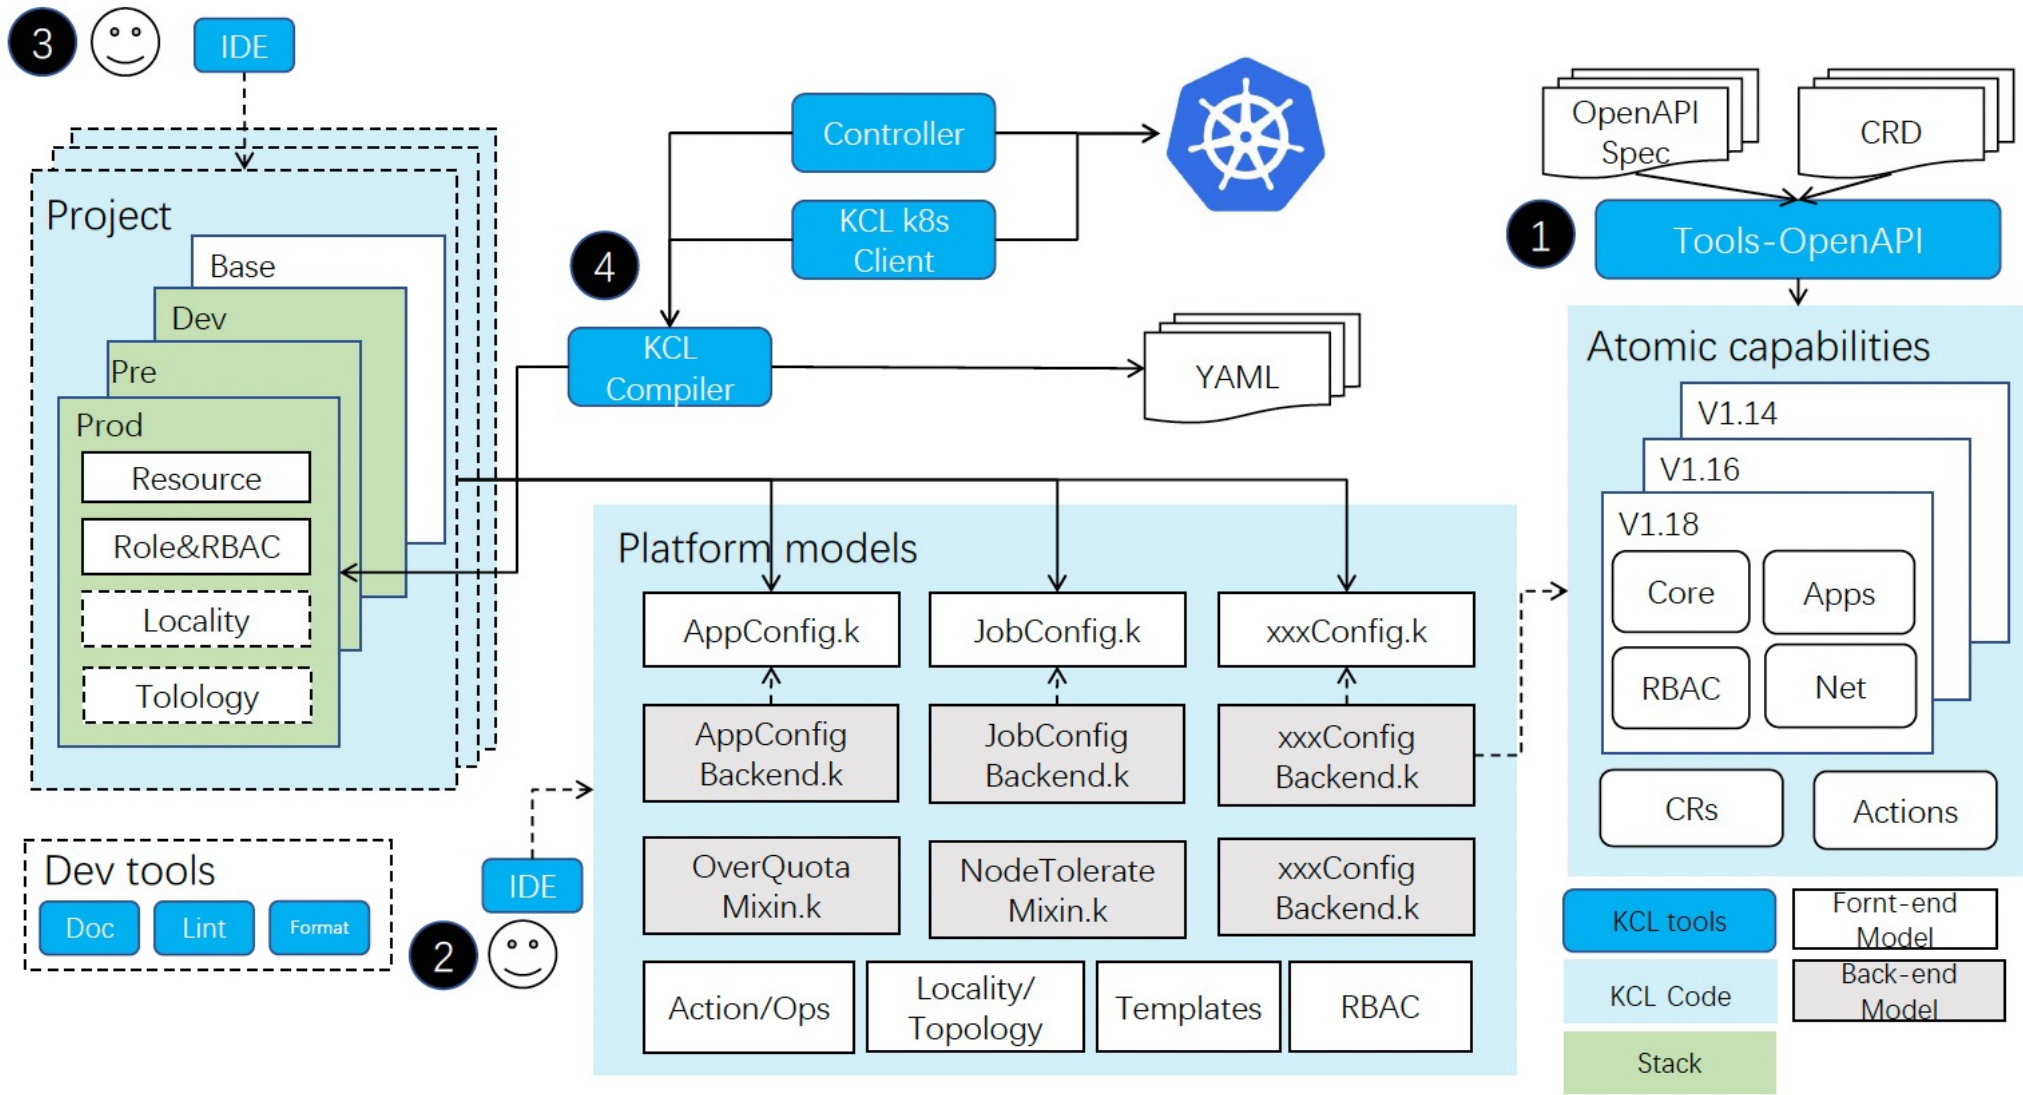 3
IDE
Project
Base
Dev
Pre
Prod
Resource
Role&RBAC
Locality
Tolology
Dev tools
Doc
Lint
Format
2
IDE
4
Controller
KCL k8s
Client
KCL
Compiler
YAML
Platform models
AppConfig.k
JobConfig.k
xxxConfig.k
AppConfig
Backend.k
JobConfig
Backend.k
xxxConfig
Backend.k
OverQuota
Mixin.k
NodeTolerate
Mixin.k
xxxConfig
Backend.k
Action/Ops
Locality/
Topology
Templates
RBAC
OpenAPI
Spec
CRD
1
Tools-OpenAPI
Atomic capabilities
V1.14
V1.16
V1.18
Core
Apps
RBAC
Net
CRs
Actions
KCL tools
Fornt-end
Model
KCL Code
Back-end
Model
Stack